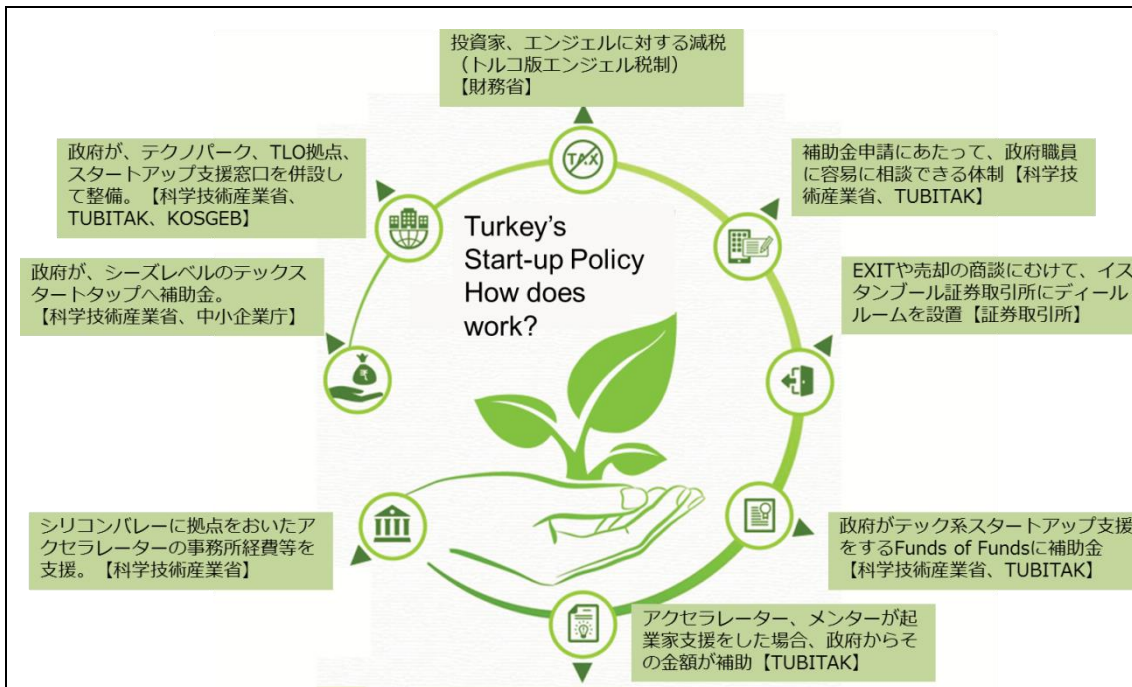 投資家、エンジェルに対する減税
（トルコ版エンジェル税制）
【財務省】
TAX
政府が、テクノパーク、TLO拠点、
スタートアップ支援窓口を併設し
て整備。【科学技術産業省、
TUBITAK、KOSGEB】
補助金申請にあたって、政府職員
に容易に相談できる体制【科学技
術産業省、TUBITAK】
Turkey's
Start-up Policy
How does
work?
政府が、シーズレベルのテックス
タートタップへ補助金。
【科学技術産業省、中小企業庁】
EXITや売却の商談にむけて、イス
タンブール証券取引所にディール
ルームを設置【証券取引所】
シリコンバレーに拠点をおいたア
クセラレーターの事務所経費等を
支援。【科学技術産業省】
政府がテック系スタートアップ支援
をするFunds of Fundsに補助金
【科学技術産業省、TUBITAK】
アクセラレーター、メンターが起
業家支援をした場合、政府からそ
の金額が補助【TUBITAK】